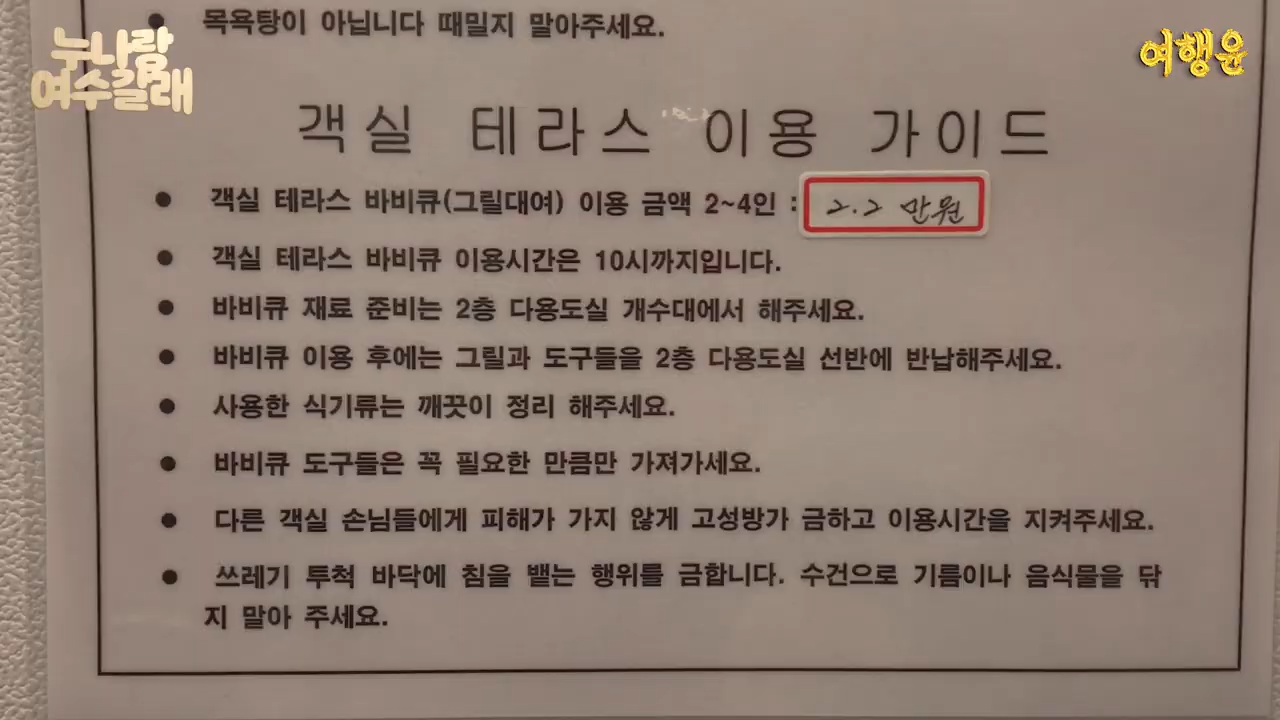 누나랑
여수갈래
여행윤
목욕탕이 아닙니다 때밀지 말아주세요.
객실 테라스 이용 가이드
객실 테라스 바비큐(그릴대여) 이용 금액 2~4인 : 2.2 만원
객실 테라스 바비큐 이용시간은 10시까지입니다.
바비큐 재료 준비는 2층 다용도실 개수대에서 해주세요.
바비큐 이용 후에는 그릴과 도구들을 2층 다용도실 선반에 반납해주세요.
사용한 식기류는 깨끗이 정리 해주세요.
바비큐 도구들은 꼭 필요한 만큼만 가져가세요.
다른 객실 손님들에게 피해가 가지 않게 고성방가 금하고 이용시간을 지켜주세요.
쓰레기 투척 바닥에 침을 뱉는 행위를 금합니다. 수건으로 기름이나 음식물을 닦
지 말아 주세요.